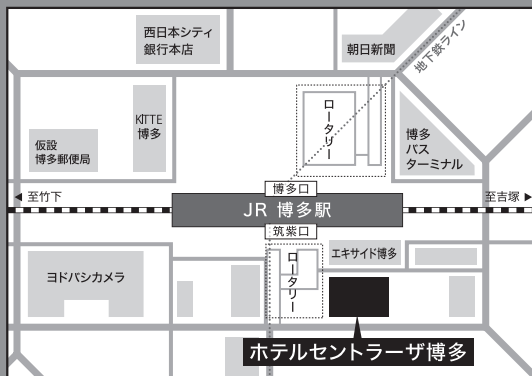 西日本シティ
銀行本店
朝日新聞
地下鉄ライン
KITTE
博多
ロータリー
仮設
博多郵便局
博多
バス
ターミナル
博多口
◀ 至竹下
至吉塚 ▶
JR 博多駅
筑紫口
ヨドバシカメラ
ロータリー
エキサイド博多
ホテルセントラーザ博多